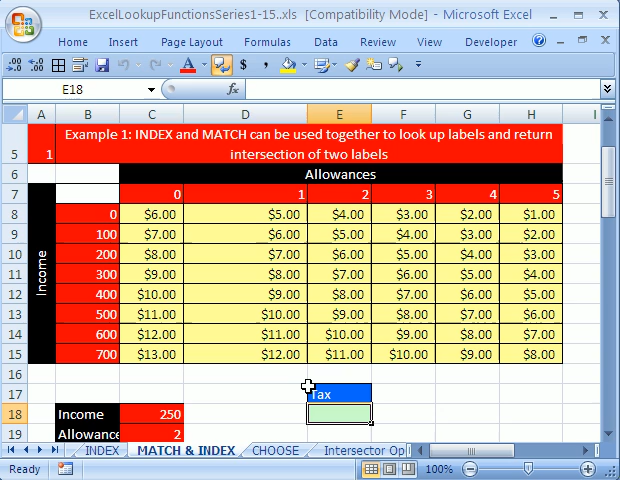 ExcelLookupFunctionsSeries1-15..xls [Compatibility Mode] - Microsoft Excel
Home Insert Page Layout Formulas Data Review View Developer
E18 fx
A B C D E F G H I
5 1 Example 1: INDEX and MATCH can be used together to look up labels and return
intersection of two labels
6 Allowances
7 0 1 2 3 4 5
8 0 $6.00 $5.00 $4.00 $3.00 $2.00 $1.00
9 100 $7.00 $6.00 $5.00 $4.00 $3.00 $2.00
10 200 $8.00 $7.00 $6.00 $5.00 $4.00 $3.00
11 300 $9.00 $8.00 $7.00 $6.00 $5.00 $4.00
12 400 $10.00 $9.00 $8.00 $7.00 $6.00 $5.00
13 500 $11.00 $10.00 $9.00 $8.00 $7.00 $6.00
14 600 $12.00 $11.00 $10.00 $9.00 $8.00 $7.00
15 700 $13.00 $12.00 $11.00 $10.00 $9.00 $8.00
Income
16
17 Tax
18 Income 250
19 Allowance 2
INDEX MATCH & INDEX CHOOSE Intersector Op
Ready 100%